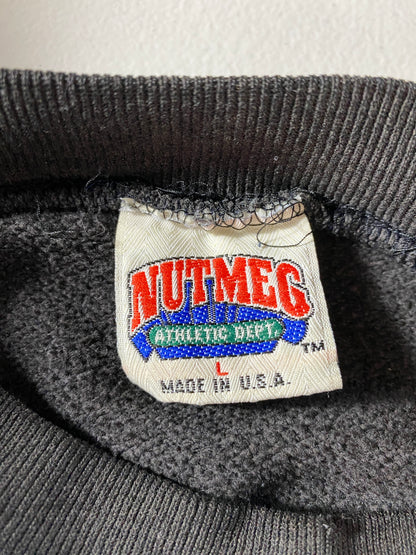 NUTMEG
ATHLETIC DEPT.
TM
L
MADE IN U.S.A.